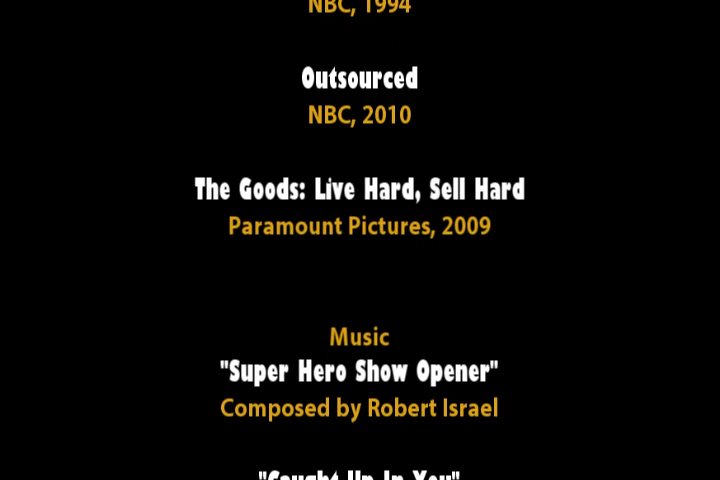 NBC, 1994
Outsourced
NBC, 2010
The Goods: Live Hard, Sell Hard
Paramount Pictures, 2009
Music
"Super Hero Show Opener"
Composed by Robert Israel
"Caught Up In You"